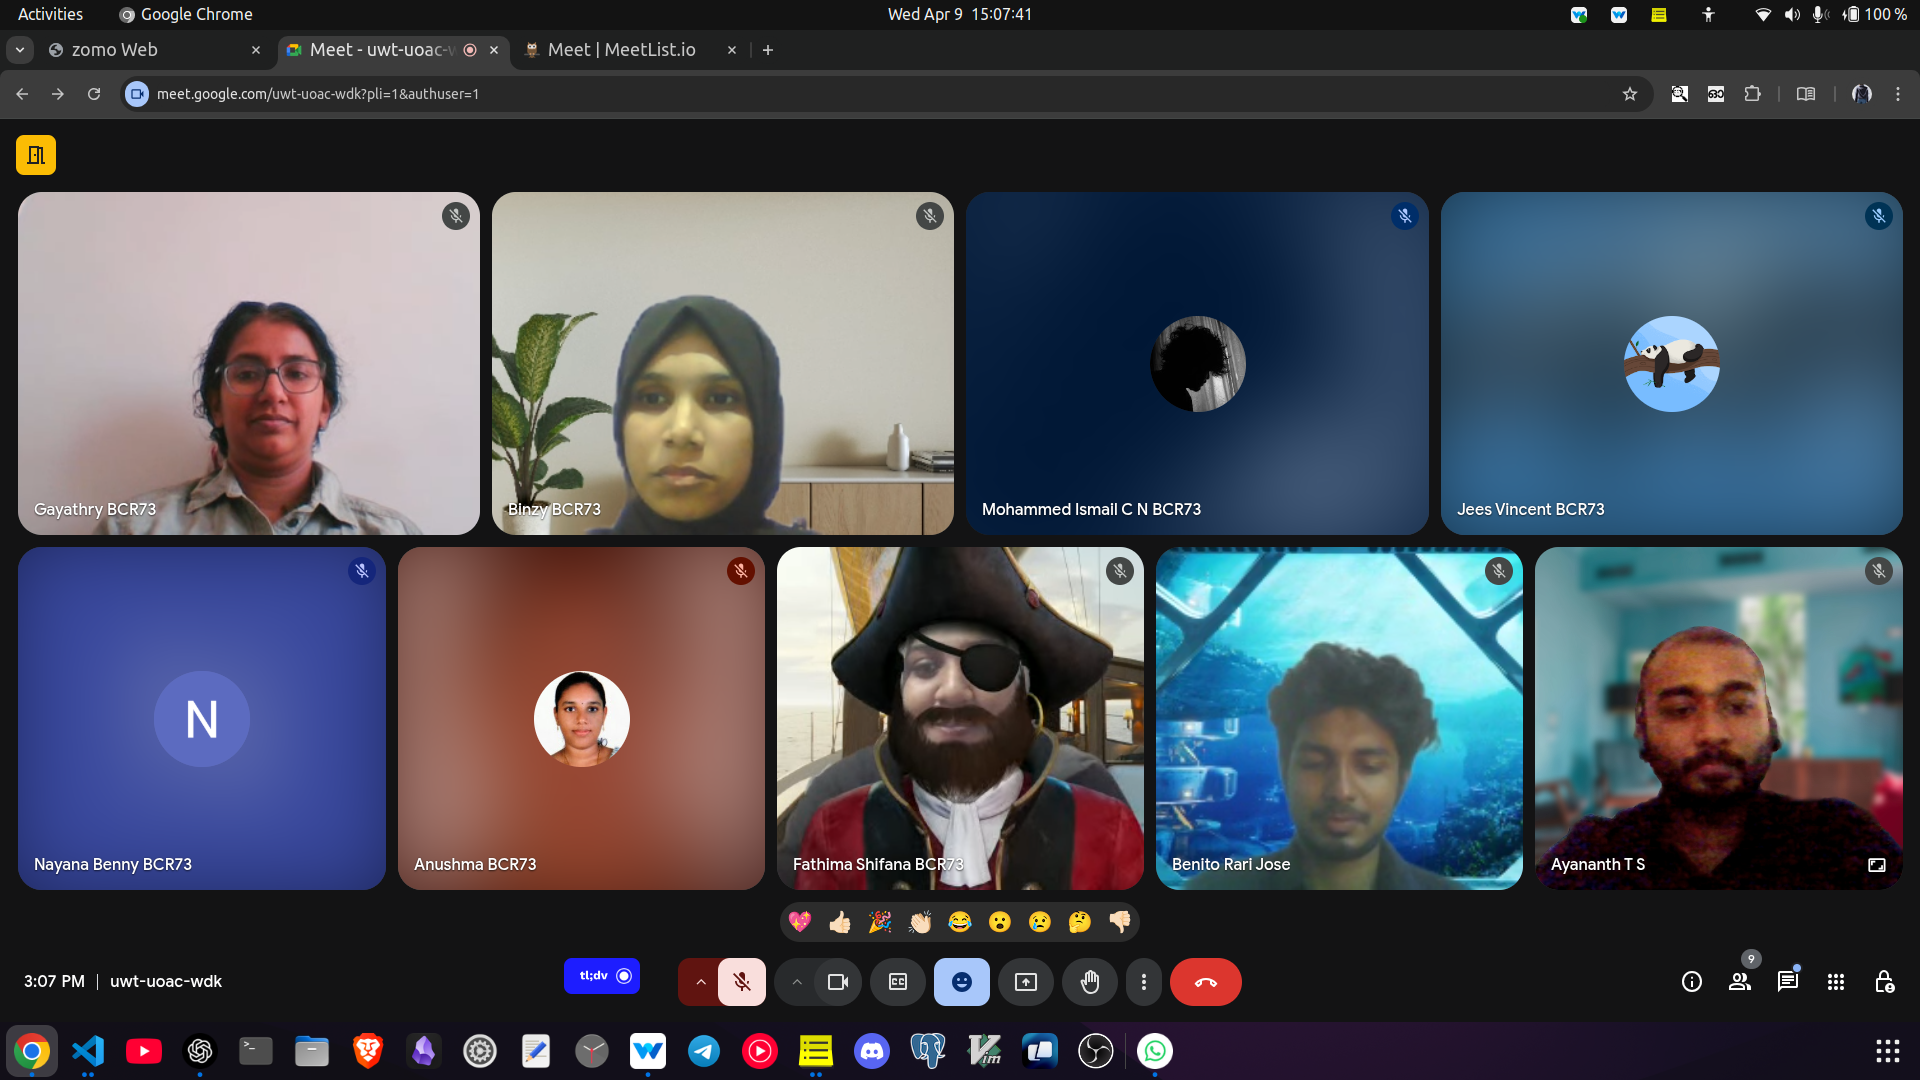 Activities
Google Chrome
Wed Apr 9 15:07:41
100 %
zomo Web
Meet - uwt-uoac-w
Meet | MeetList.io
meet.google.com/uwt-uoac-wdk?pli=1&authuser=1
Gayathry BCR73
Binzy BCR73
Mohammed Ismail C N BCR73
Jees Vincent BCR73
N
Nayana Benny BCR73
Anushma BCR73
Fathima Shifana BCR73
Benito Rari Jose
Ayananth T S
3:07 PM | uwt-uoac-wdk
tl;dv
9